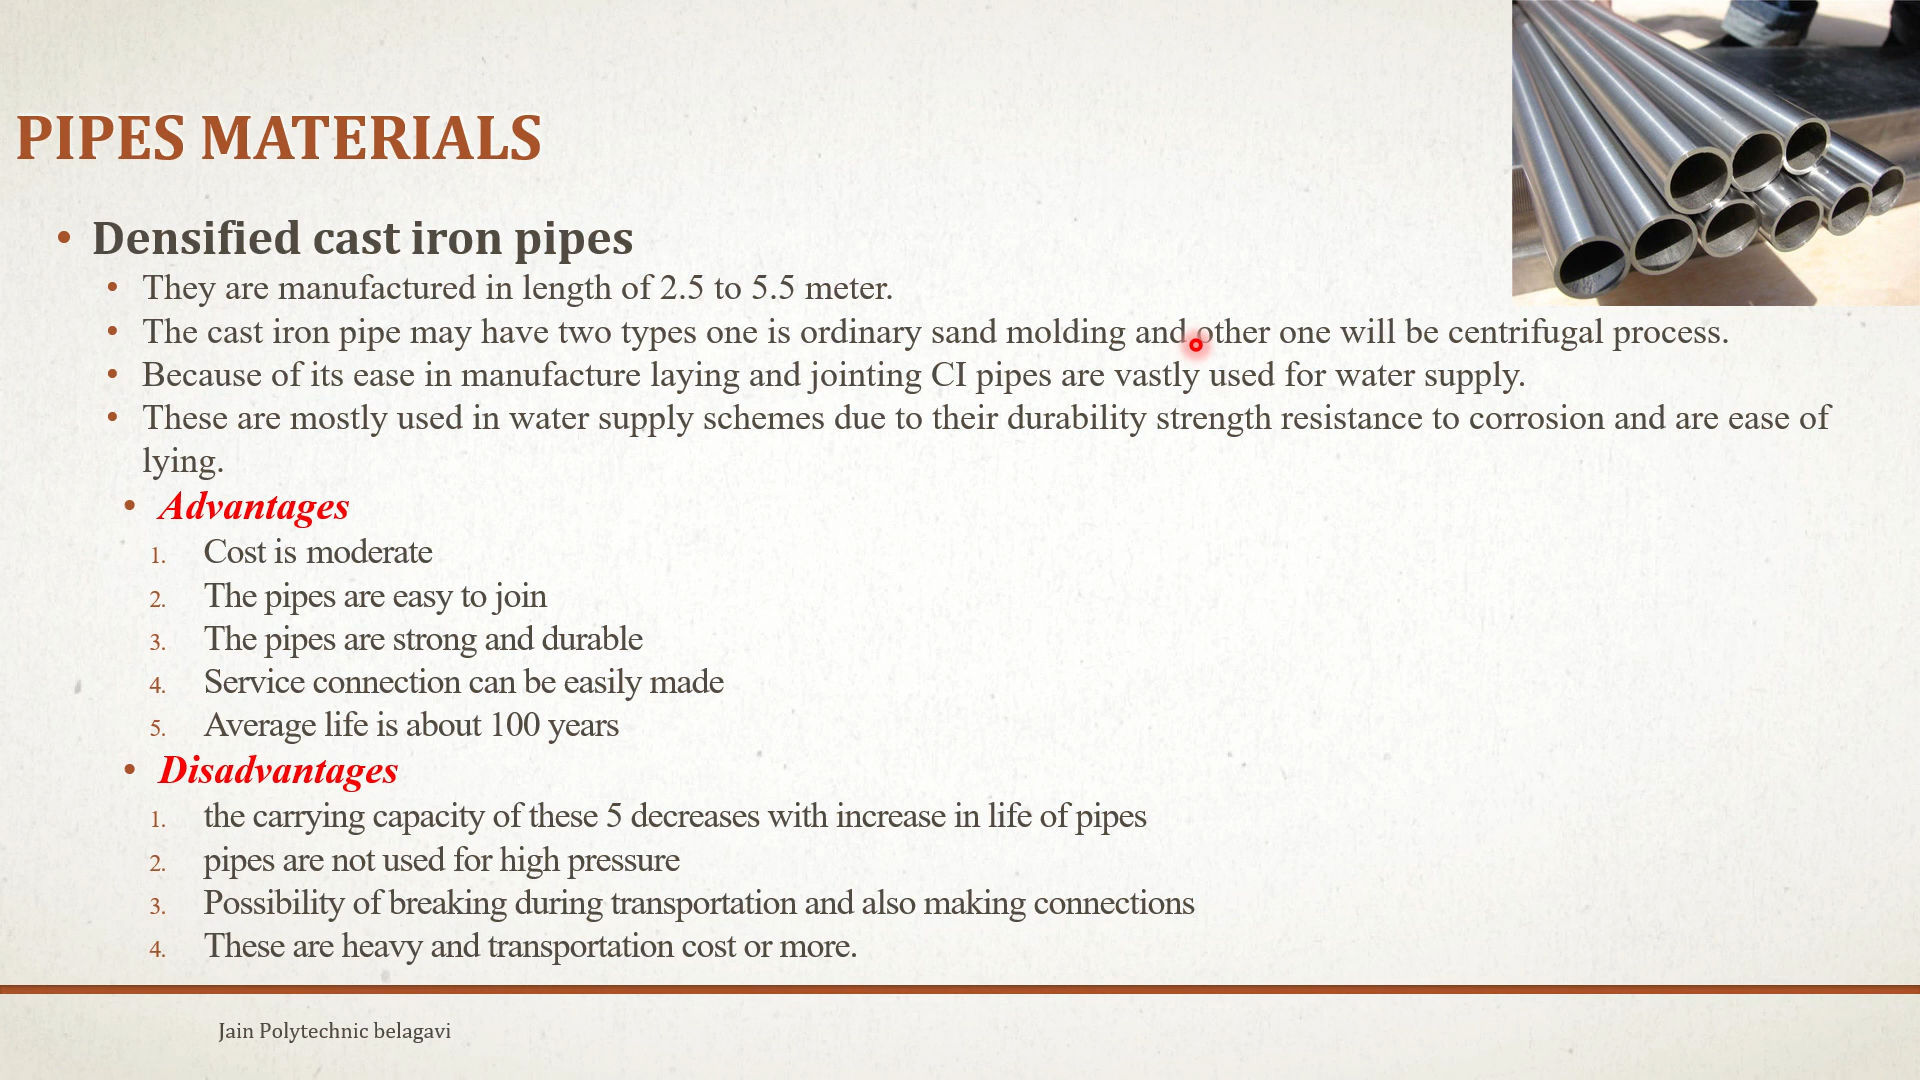 PIPES MATERIALS
• Densified cast iron pipes
• They are manufactured in length of 2.5 to 5.5 meter.
• The cast iron pipe may have two types one is ordinary sand molding and other one will be centrifugal process.
• Because of its ease in manufacture laying and jointing CI pipes are vastly used for water supply.
• These are mostly used in water supply schemes due to their durability strength resistance to corrosion and are ease of
lying.
• Advantages
1. Cost is moderate
2. The pipes are easy to join
3. The pipes are strong and durable
4. Service connection can be easily made
5. Average life is about 100 years
• Disadvantages
1. the carrying capacity of these 5 decreases with increase in life of pipes
2. pipes are not used for high pressure
3. Possibility of breaking during transportation and also making connections
4. These are heavy and transportation cost or more.
Jain Polytechnic belagavi